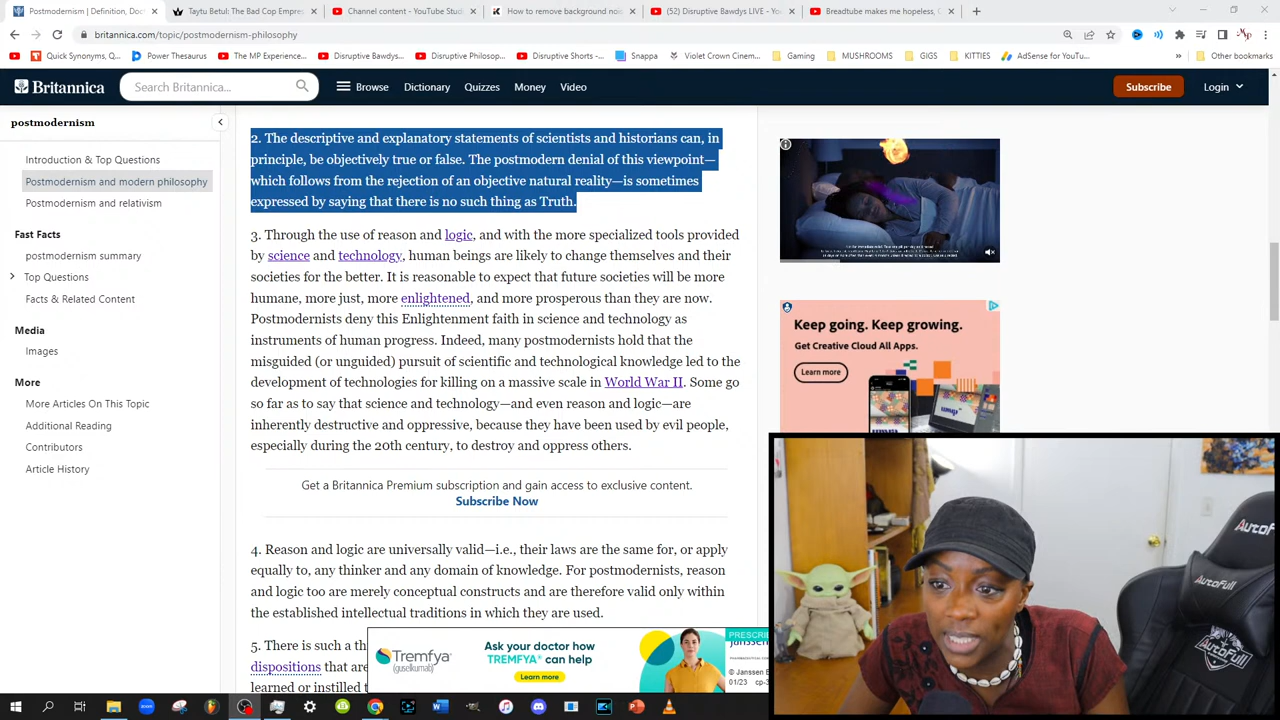 Postmodernism | Definition, Doct
Taytu Betul: The Bad Cop Empres
Channel content - YouTube Studi
How to remove background nois
(52) Disruptive Bawdys LIVE - Yo
Breadtube makes me hopeless, C
britannica.com/topic/postmodernism-philosophy
Quick Synonyms, Q...
Power Thesaurus
The MP Experience...
Disruptive Bawdys...
Disruptive Philosop...
Disruptive Shorts -...
Snappa
Violet Crown Cinem...
Gaming
MUSHROOMS
GIGS
KITTIES
AdSense for YouTu...
»
Other bookmarks
Britannica
Search Britannica...
Browse
Dictionary
Quizzes
Money
Video
Subscribe
Login
postmodernism
Introduction & Top Questions
Postmodernism and modern philosophy
Postmodernism and relativism
Fast Facts
postmodernism summary
Top Questions
Facts & Related Content
Media
Images
More
More Articles On This Topic
Additional Reading
Contributors
Article History
2. The descriptive and explanatory statements of scientists and historians can, in
principle, be objectively true or false. The postmodern denial of this viewpoint—
which follows from the rejection of an objective natural reality—is sometimes
expressed by saying that there is no such thing as Truth.
3. Through the use of reason and logic, and with the more specialized tools provided
by science and technology, human beings are likely to change themselves and their
societies for the better. It is reasonable to expect that future societies will be more
humane, more just, more enlightened, and more prosperous than they are now.
Postmodernists deny this Enlightenment faith in science and technology as
instruments of human progress. Indeed, many postmodernists hold that the
misguided (or unguided) pursuit of scientific and technological knowledge led to the
development of technologies for killing on a massive scale in World War II. Some go
so far as to say that science and technology—and even reason and logic—are
inherently destructive and oppressive, because they have been used by evil people,
especially during the 20th century, to destroy and oppress others.
Get a Britannica Premium subscription and gain access to exclusive content.
Subscribe Now
4. Reason and logic are universally valid—i.e., their laws are the same for, or apply
equally to, any thinker and any domain of knowledge. For postmodernists, reason
and logic too are merely conceptual constructs and are therefore valid only within
the established intellectual traditions in which they are used.
5. There is such a th
dispositions that are
learned or instilled t
Keep going. Keep growing.
Get Creative Cloud All Apps.
Learn more
Tremfya
(guselkumab)
Ask your doctor how
TREMFYA® can help
Learn more
PRESCRI
Janssen
© Janssen B
01/23 cp-3
AutoFull
AutoFull
AutoFull